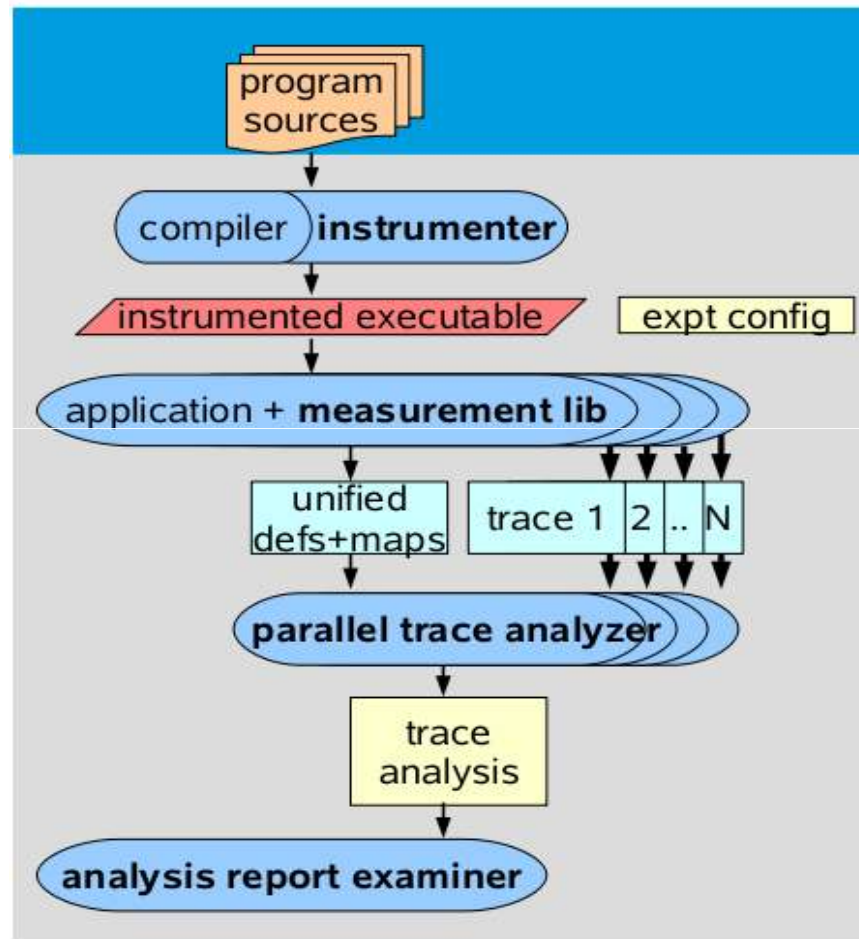 program
sources
compiler instrumenter
instrumented executable
expt config
application + measurement lib
unified
defs+maps
trace 1 2 .. N
parallel trace analyzer
trace
analysis
analysis report examiner